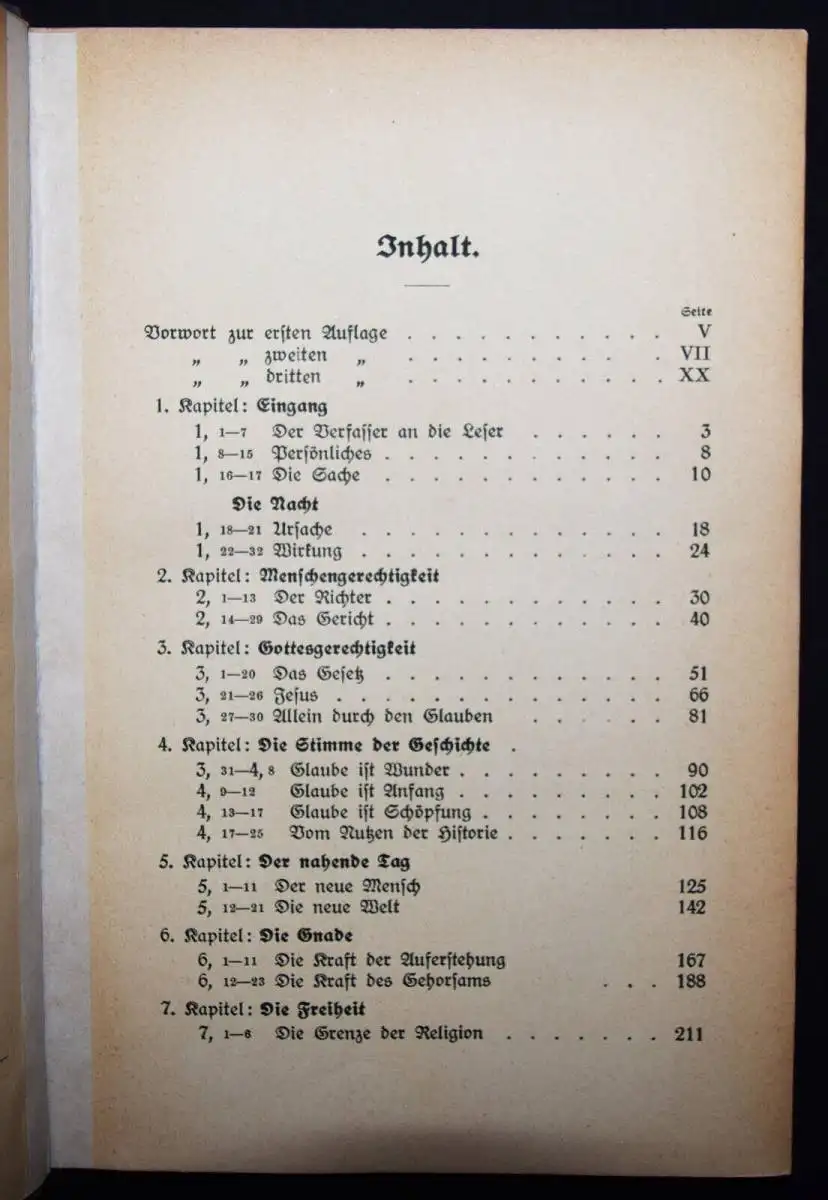 Inhalt.
Seite
Vorwort zur ersten Auflage . . . . . . . . . . . V
„ „ zweiten „ . . . . . . . . . . . VII
„ „ dritten „ . . . . . . . . . . . XX
1. Kapitel: Eingang
1, 1—7 Der Verfasser an die Leser . . . . . . 3
1, 8—15 Persönliches . . . . . . . . . . . . 8
1, 16—17 Die Sache . . . . . . . . . . . . 10
Die Nacht
1, 18—21 Ursache . . . . . . . . . . . . . 18
1, 22—32 Wirkung . . . . . . . . . . . . . 24
2. Kapitel: Menschengerechtigkeit
2, 1—13 Der Richter . . . . . . . . . . . . 30
2, 14—29 Das Gericht . . . . . . . . . . . . 40
3. Kapitel: Gottesgerechtigkeit
3, 1—20 Das Gesetz . . . . . . . . . . . . 51
3, 21—26 Jesus . . . . . . . . . . . . . . 66
3, 27—30 Allein durch den Glauben . . . . . 81
4. Kapitel: Die Stimme der Geschichte .
3, 31—4, 8 Glaube ist Wunder . . . . . . . . . 90
4, 9—12 Glaube ist Anfang . . . . . . . . . 102
4, 13—17 Glaube ist Schöpfung . . . . . . . . 108
4, 17—25 Vom Nutzen der Historie . . . . . . . 116
5. Kapitel: Der nahende Tag
5, 1—11 Der neue Mensch 125
5, 12—21 Die neue Welt 142
6. Kapitel: Die Gnade
6, 1—11 Die Kraft der Auferstehung 167
6, 12—23 Die Kraft des Gehorsams . . . 188
7. Kapitel: Die Freiheit
7, 1—6 Die Grenze der Religion . . . . . . . 211